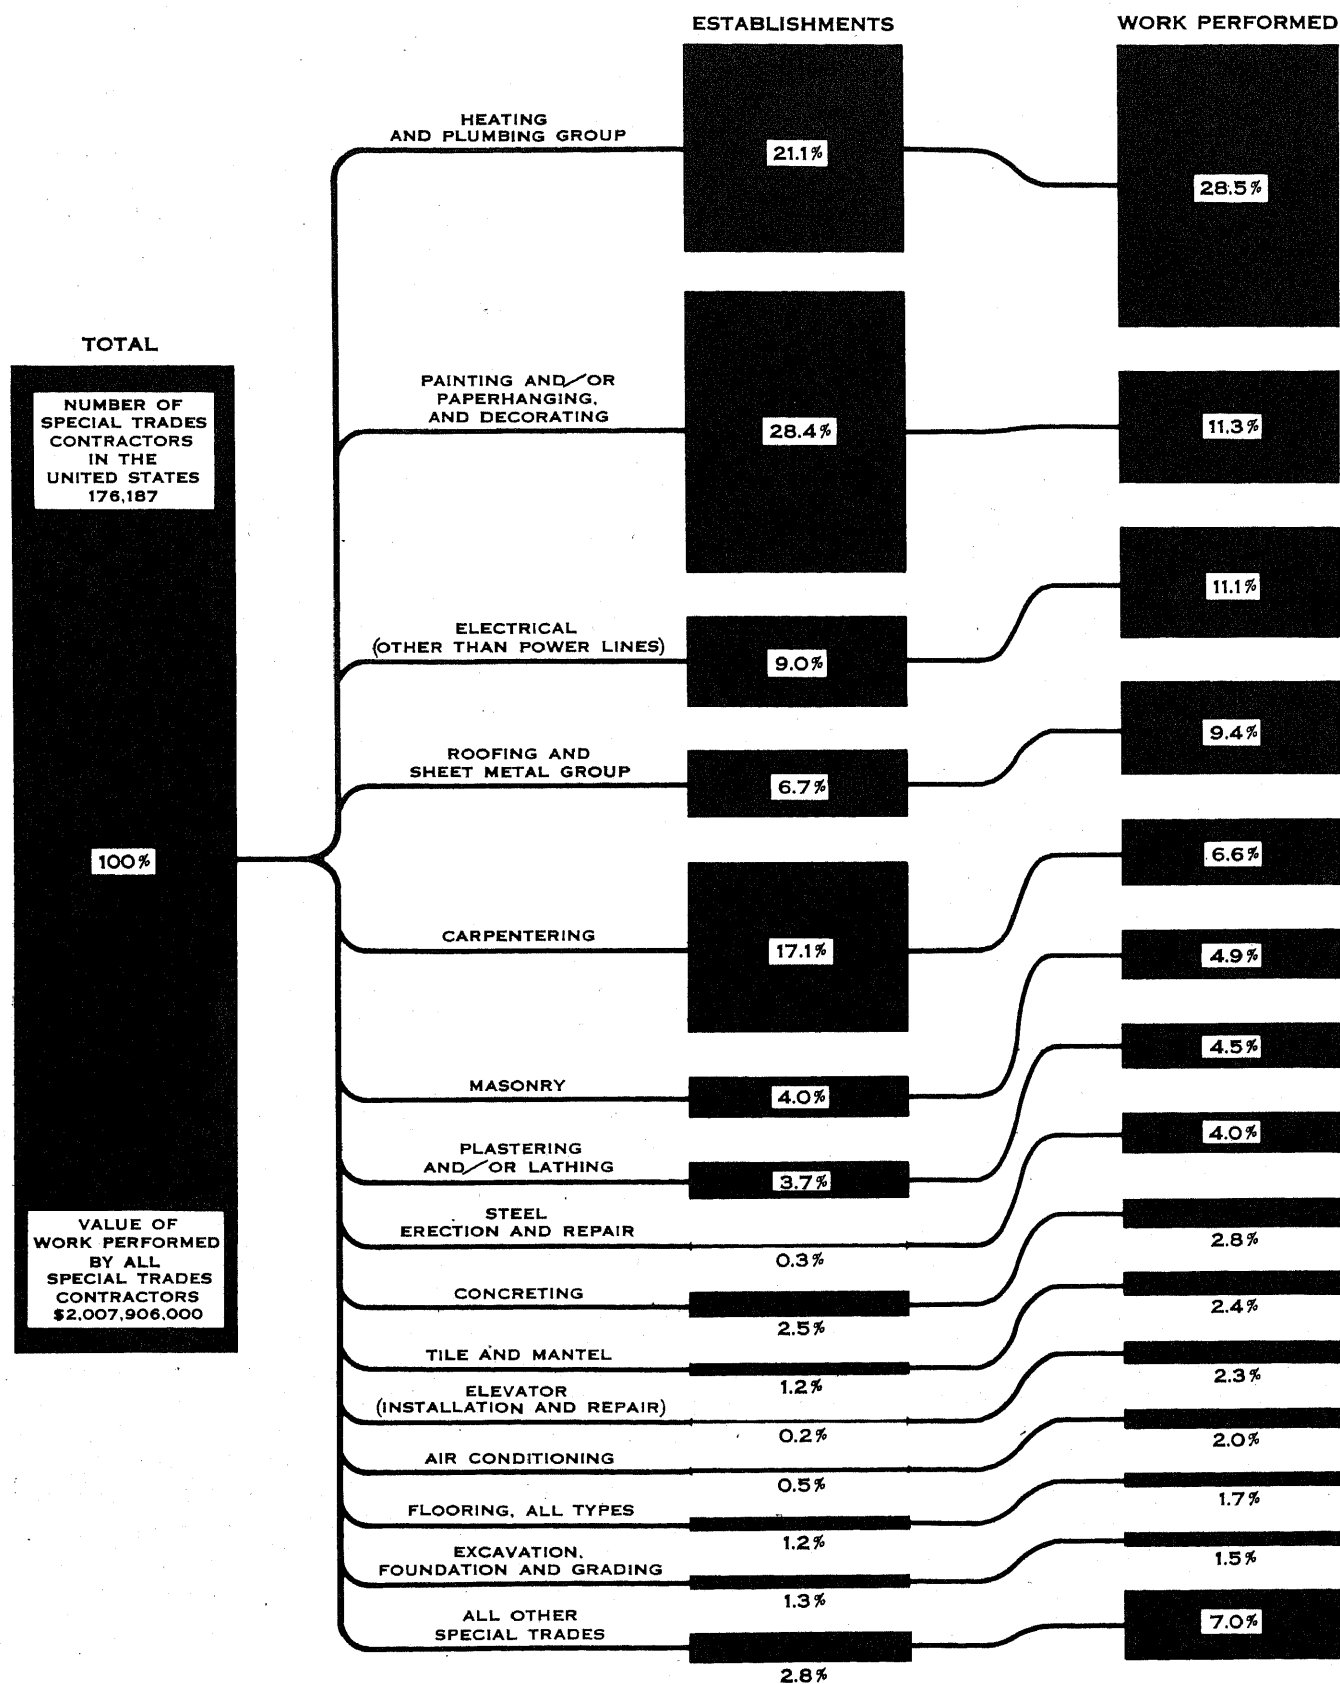 ESTABLISHMENTS
WORK PERFORMED
TOTAL
NUMBER OF
SPECIAL TRADES
CONTRACTORS
IN THE
UNITED STATES
176,187
100%
VALUE OF
WORK PERFORMED
BY ALL
SPECIAL TRADES
CONTRACTORS
$2,007,906,000
HEATING
AND PLUMBING GROUP
21.1%
28.5%
PAINTING AND/OR
PAPERHANGING,
AND DECORATING
28.4%
11.3%
ELECTRICAL
(OTHER THAN POWER LINES)
9.0%
11.1%
ROOFING AND
SHEET METAL GROUP
6.7%
9.4%
CARPENTERING
17.1%
6.6%
MASONRY
4.0%
4.9%
PLASTERING
AND/OR LATHING
3.7%
4.5%
STEEL
ERECTION AND REPAIR
0.3%
4.0%
CONCRETING
2.5%
2.8%
TILE AND MANTEL
1.2%
2.4%
ELEVATOR
(INSTALLATION AND REPAIR)
0.2%
2.3%
AIR CONDITIONING
0.5%
2.0%
FLOORING, ALL TYPES
1.2%
1.7%
EXCAVATION,
FOUNDATION AND GRADING
1.3%
1.5%
ALL OTHER
SPECIAL TRADES
2.8%
7.0%